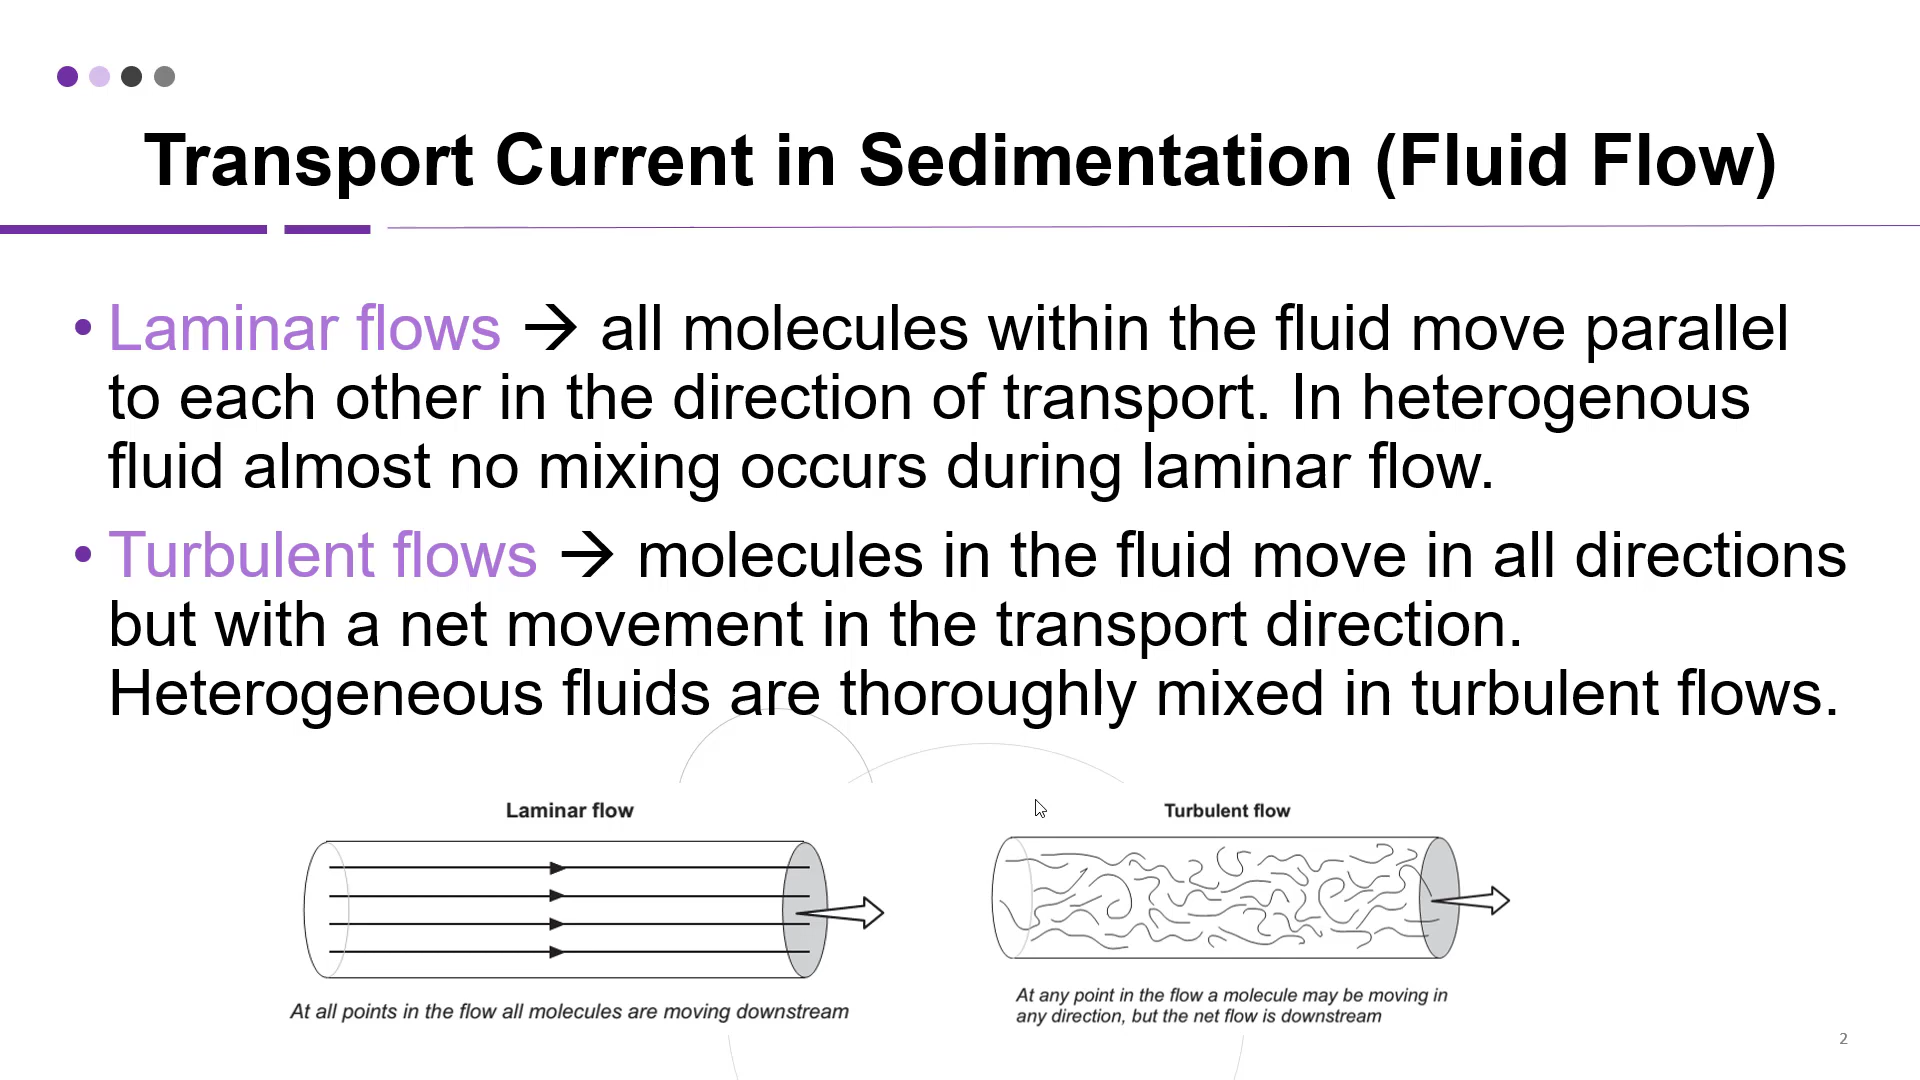 Transport Current in Sedimentation (Fluid Flow)
• Laminar flows → all molecules within the fluid move parallel
to each other in the direction of transport. In heterogenous
fluid almost no mixing occurs during laminar flow.
• Turbulent flows → molecules in the fluid move in all directions
but with a net movement in the transport direction.
Heterogeneous fluids are thoroughly mixed in turbulent flows.
Laminar flow
At all points in the flow all molecules are moving downstream
Turbulent flow
At any point in the flow a molecule may be moving in
any direction, but the net flow is downstream
2